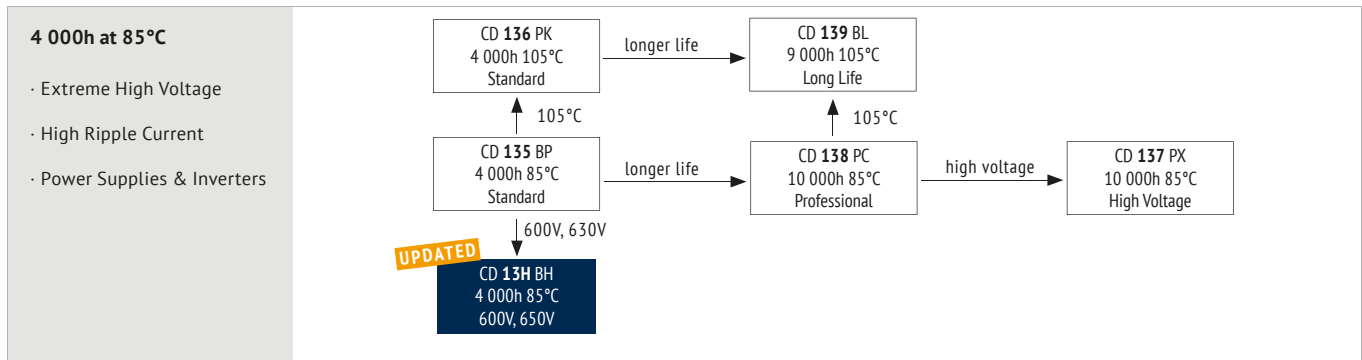 4 000h at 85°C
· Extreme High Voltage
· High Ripple Current
· Power Supplies & Inverters
CD 136 PK
4 000h 105°C
Standard
longer life
CD 139 BL
9 000h 105°C
Long Life
105°C
105°C
CD 135 BP
4 000h 85°C
Standard
longer life
CD 138 PC
10 000h 85°C
Professional
high voltage
CD 137 PX
10 000h 85°C
High Voltage
600V, 630V
UPDATED
CD 13H BH
4 000h 85°C
600V, 650V